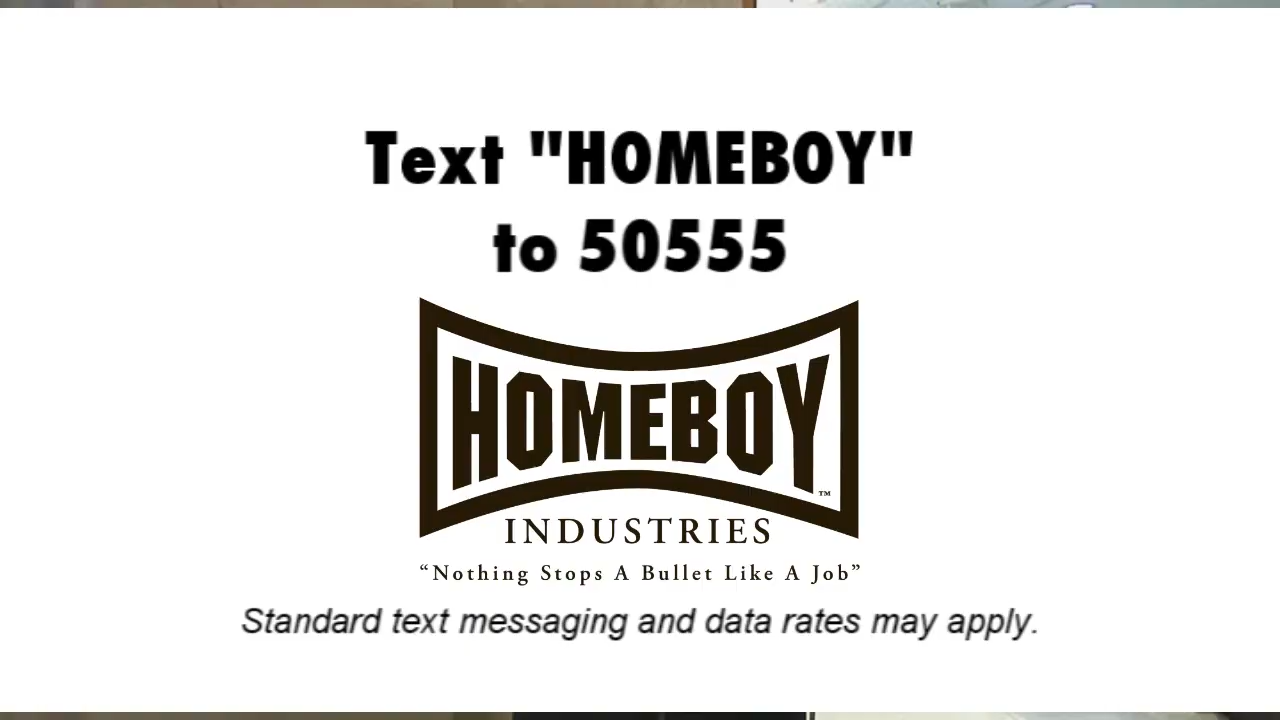 Text "HOMEBOY"
to 50555
HOMEBOY
™
INDUSTRIES
“Nothing Stops A Bullet Like A Job”
Standard text messaging and data rates may apply.